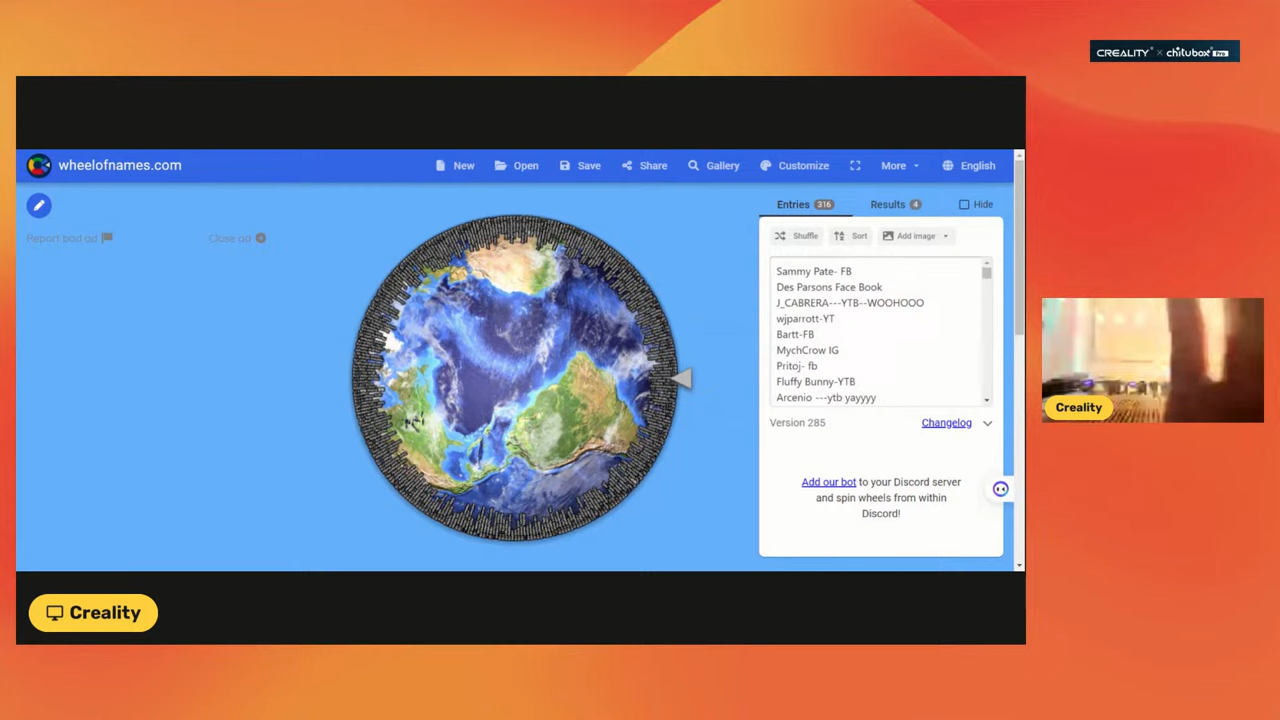 CREALITY × chitubox Pro
wheelofnames.com
New
Open
Save
Share
Gallery
Customize
More
English
Report bad ad
Close ad
Entries 316
Results 4
Hide
Shuffle
Sort
Add image
Sammy Pate- FB
Des Parsons Face Book
J_CABRERA---YTB--WOOHOOO
wjparrott-YT
Bartt-FB
MychCrow IG
Pritoj- fb
Fluffy Bunny-YTB
Arcenio ---ytb yayyyy
Version 285
Changelog
Add our bot to your Discord server
and spin wheels from within
Discord!
Creality
Creality